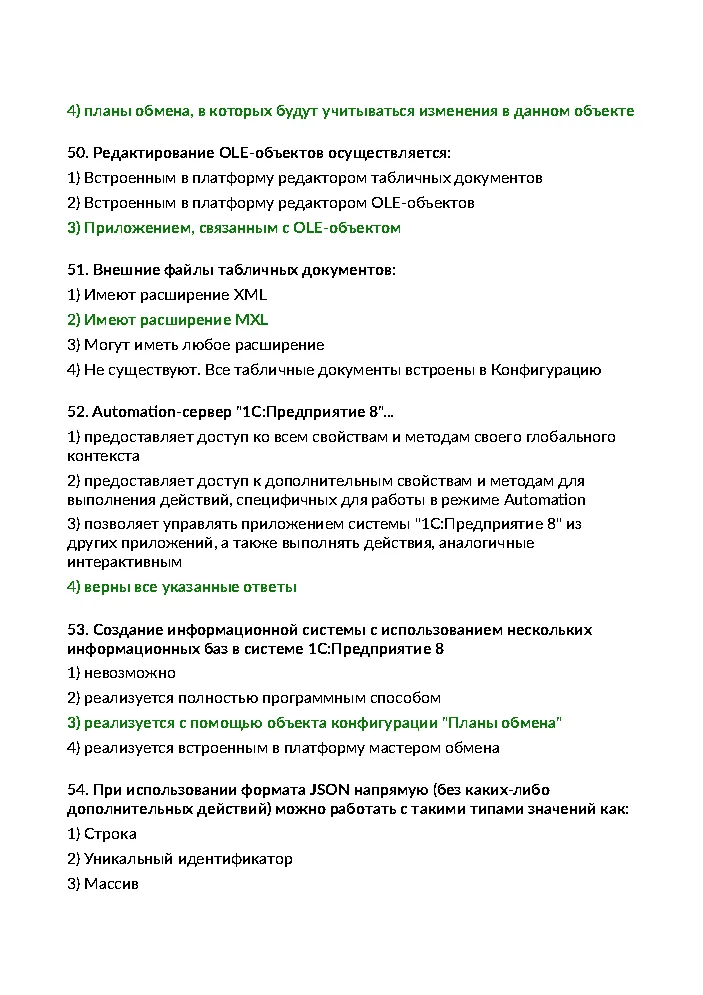 4) планы обмена, в которых будут учитываться изменения в данном объекте
50. Редактирование OLE-объектов осуществляется:
1) Встроенным в платформу редактором табличных документов
2) Встроенным в платформу редактором OLE-объектов
3) Приложением, связанным с OLE-объектом
51. Внешние файлы табличных документов:
1) Имеют расширение XML
2) Имеют расширение MXL
3) Могут иметь любое расширение
4) Не существуют. Все табличные документы встроены в Конфигурацию
52. Automation-сервер "1С:Предприятие 8"...
1) предоставляет доступ ко всем свойствам и методам своего глобального
контекста
2) предоставляет доступ к дополнительным свойствам и методам для
выполнения действий, специфичных для работы в режиме Automation
3) позволяет управлять приложением системы "1С:Предприятие 8" из
других приложений, а также выполнять действия, аналогичные
интерактивным
4) верны все указанные ответы
53. Создание информационной системы с использованием нескольких
информационных баз в системе 1С:Предприятие 8
1) невозможно
2) реализуется полностью программным способом
3) реализуется с помощью объекта конфигурации "Планы обмена"
4) реализуется встроенным в платформу мастером обмена
54. При использовании формата JSON напрямую (без каких-либо
дополнительных действий) можно работать с такими типами значений как:
1) Строка
2) Уникальный идентификатор
3) Массив